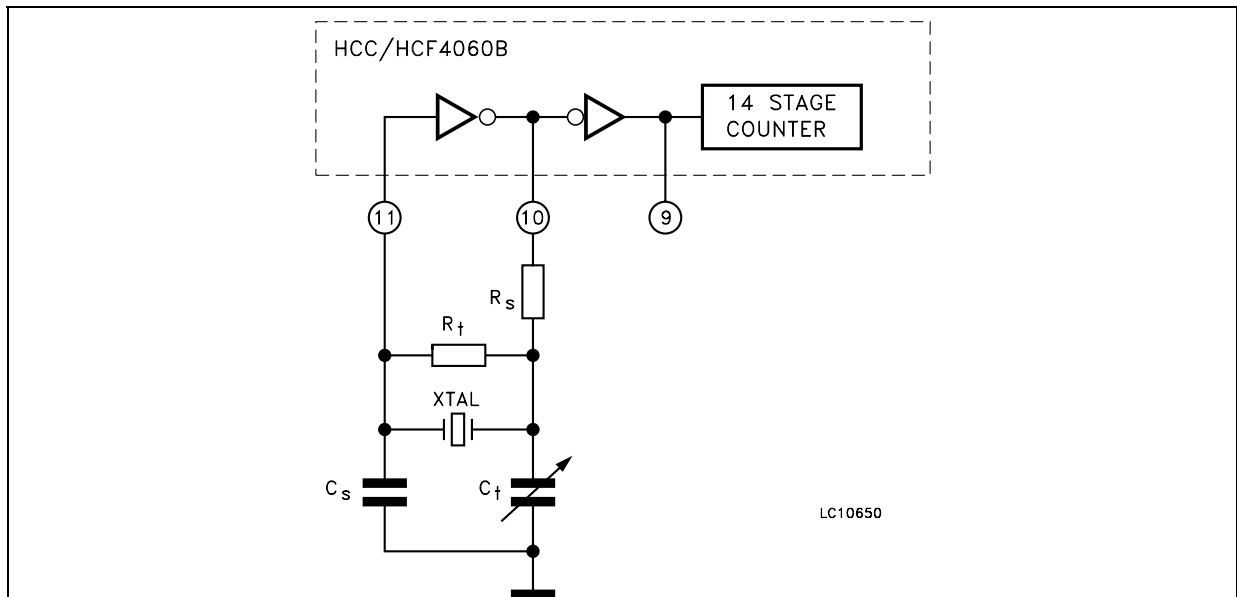 HCC/HCF4060B
14 STAGE
COUNTER
11
10
9
Rs
Rt
XTAL
Cs
Ct
LC10650